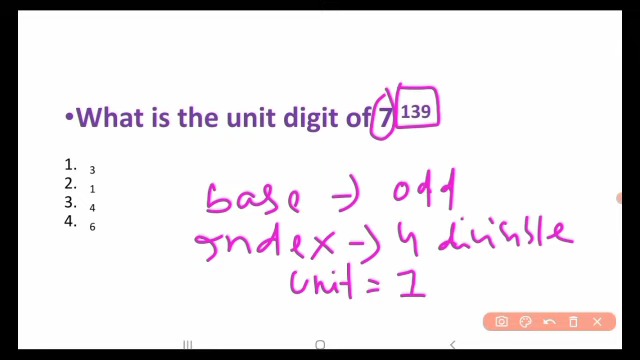 •What is the unit digit of 7 139
1. 3
2. 1
3. 4
4. 6
base → odd
Index → 4 divisible
Unit = 1